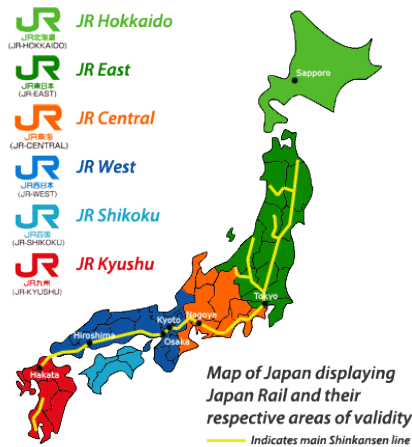 JR Hokkaido
JR北海道
(JR-HOKKAIDO)
JR East
JR東日本
(JR-EAST)
JR Central
JR東海
(JR-CENTRAL)
JR West
JR西日本
(JR-WEST)
JR Shikoku
JR四国
(JR-SHIKOKU)
JR Kyushu
JR九州
(JR-KYUSHU)
Sapporo
Tokyo
Nagoya
Kyoto
Osaka
Hiroshima
Hakata
Map of Japan displaying
Japan Rail and their
respective areas of validity
Indicates main Shinkansen line